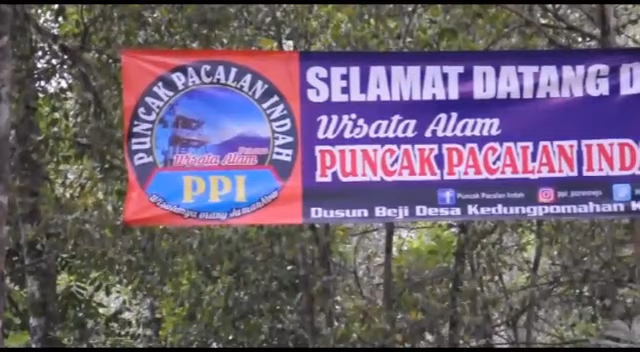 PUNCAK PACALAN INDAH
Wisata Alam
PPI
SELAMAT DATANG D
Wisata Alam
PUNCAK PACALAN IND
Puncak Pacalan Indah
Dusun Beji Desa Kedungpomahan K